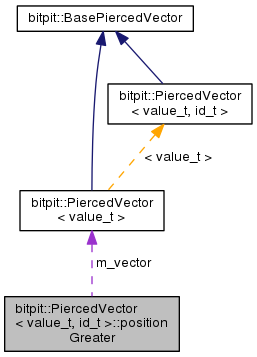 bitpit::BasePiercedVector
bitpit::PiercedVector
< value_t, id_t >
< value_t >
bitpit::PiercedVector
< value_t >
m_vector
bitpit::PiercedVector
< value_t, id_t >::position
Greater